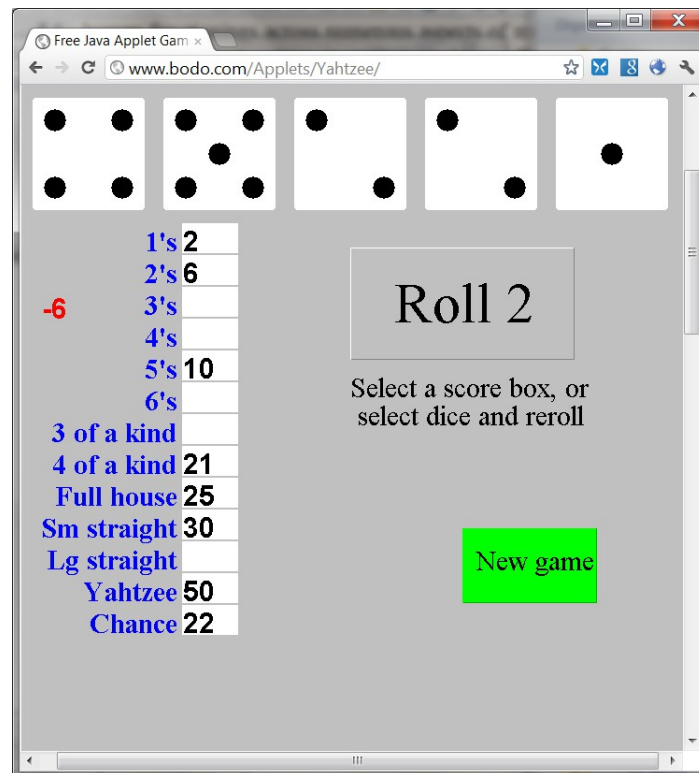 Free Java Applet Gam
www.bodo.com/Applets/Yahtzee/
1's 2
2's 6
-6
3's
4's
5's 10
6's
3 of a kind
4 of a kind 21
Full house 25
Sm straight 30
Lg straight
Yahtzee 50
Chance 22
Roll 2
Select a score box, or
select dice and reroll
New game